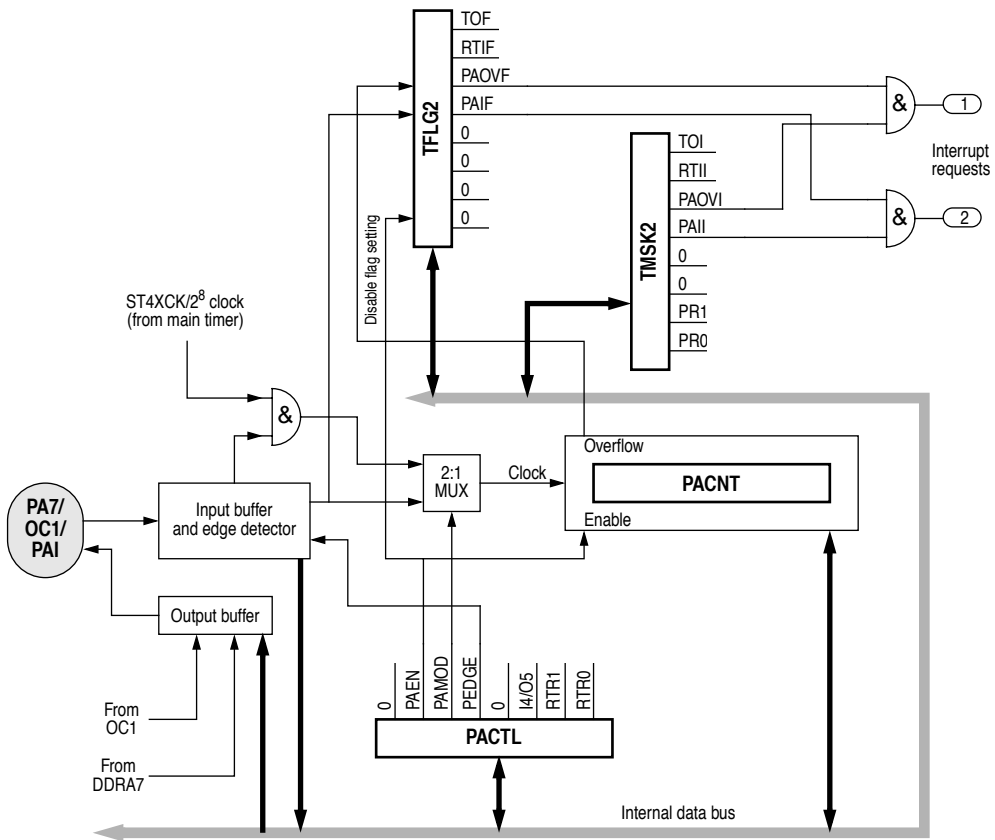 TOF
RTIF
PAOVF
PAIF
0
0
0
0
TFLG2
&
1
Interrupt
requests
&
2
TOI
RTII
PAOVI
PAII
0
0
PR1
PR0
TMSK2
Disable flag setting
ST4XCK/2⁸ clock
(from main timer)
&
2:1
MUX
Clock
Overflow
PACNT
Enable
PA7/
OC1/
PAI
Input buffer
and edge detector
Output buffer
From
OC1
From
DDRA7
0
PAEN
PAMOD
PEDGE
0
I4/O5
RTR1
RTR0
PACTL
Internal data bus